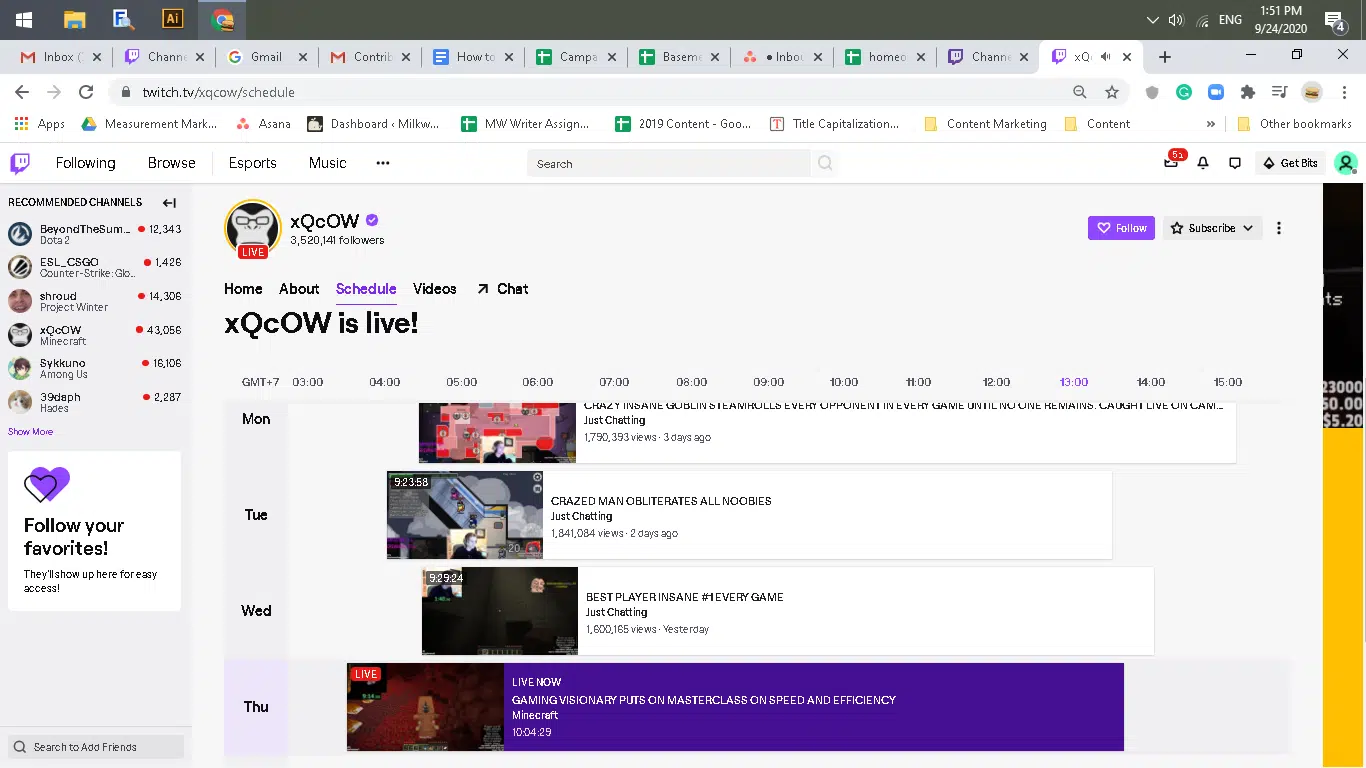 Ai
ENG
1:51 PM
9/24/2020
4
Inbox (
Channe
Gmail
Contrib
How to
Campa
Baseme
● Inbou
homeo
Channe
xQ
twitch.tv/xqcow/schedule
Apps
Measurement Mark...
Asana
Dashboard ‹ Milkw...
MW Writer Assign...
2019 Content - Goo...
Title Capitalization...
Content Marketing
Content
»
Other bookmarks
Following
Browse
Esports
Music
Search
51
Get Bits
RECOMMENDED CHANNELS
BeyondTheSum... 12,343
Dota 2
ESL_CSGO 1,426
Counter-Strike: Glo...
shroud 14,306
Project Winter
xQcOW 43,056
Minecraft
Sykkuno 16,106
Among Us
39daph 2,287
Hades
Show More
Follow your
favorites!
They'll show up here for easy
access!
Search to Add Friends
xQcOW
3,520,141 followers
LIVE
Follow
Subscribe
Home
About
Schedule
Videos
Chat
xQcOW is live!
GMT+7 03:00 04:00 05:00 06:00 07:00 08:00 09:00 10:00 11:00 12:00 13:00 14:00 15:00
Mon
CRAZY INSANE GOBLIN STEAMROLLS EVERY OPPONENT IN EVERY GAME UNTIL NO ONE REMAINS. CAUGHT LIVE ON CAM...
Just Chatting
1,790,393 views · 3 days ago
Tue
9:23:58
20
CRAZED MAN OBLITERATES ALL NOOBIES
Just Chatting
1,841,084 views · 2 days ago
Wed
9:29:24
BEST PLAYER INSANE #1 EVERY GAME
Just Chatting
1,600,165 views · Yesterday
Thu
LIVE
LIVE NOW
GAMING VISIONARY PUTS ON MASTERCLASS ON SPEED AND EFFICIENCY
Minecraft
10:04:29
ts
23000
50.00
$5.20